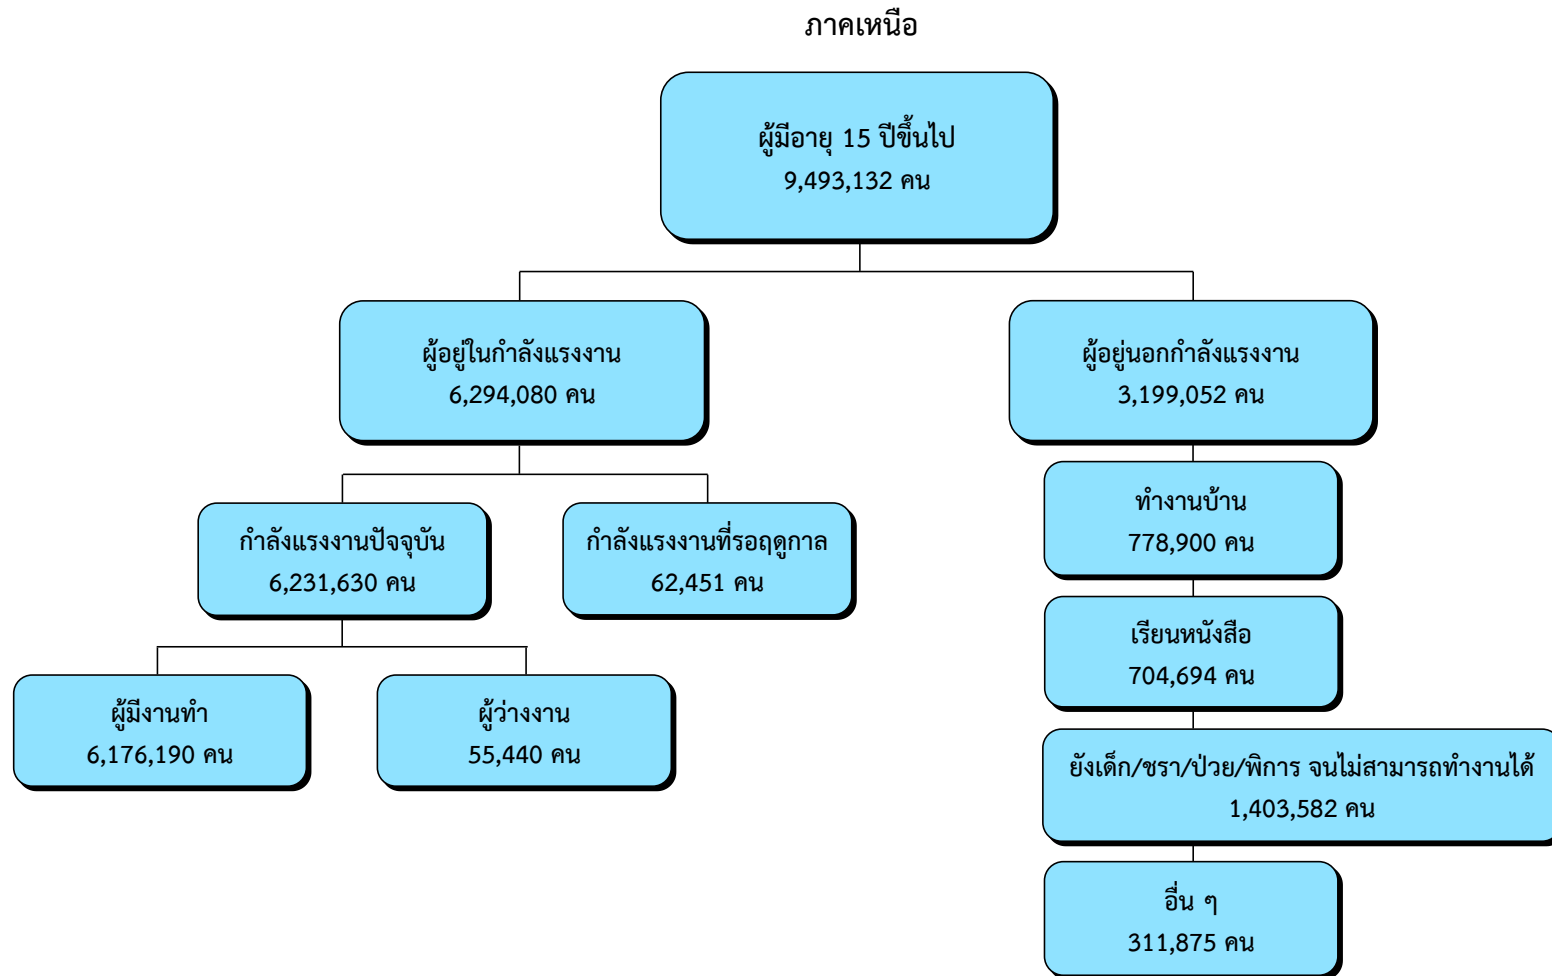 ภาคเหนือ
ผู้มีอายุ 15 ปีขึ้นไป
9,493,132 คน
ผู้อยู่ในกำลังแรงงาน
6,294,080 คน
ผู้อยู่นอกกำลังแรงงาน
3,199,052 คน
กำลังแรงงานปัจจุบัน
6,231,630 คน
กำลังแรงงานที่รอฤดูกาล
62,451 คน
ผู้มีงานทำ
6,176,190 คน
ผู้ว่างงาน
55,440 คน
ทำงานบ้าน
778,900 คน
เรียนหนังสือ
704,694 คน
ยังเด็ก/ชรา/ป่วย/พิการ จนไม่สามารถทำงานได้
1,403,582 คน
อื่น ๆ
311,875 คน